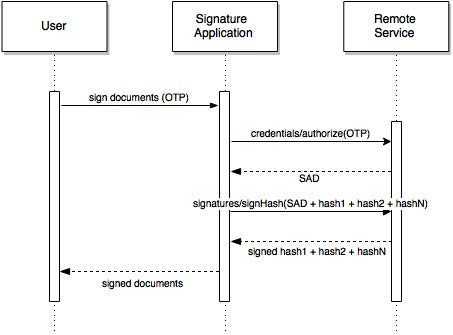 User
Signature
Application
Remote
Service
sign documents (OTP)
credentials/authorize(OTP)
SAD
signatures/signHash(SAD + hash1 + hash2 + hashN)
signed hash1 + hash2 + hashN
signed documents